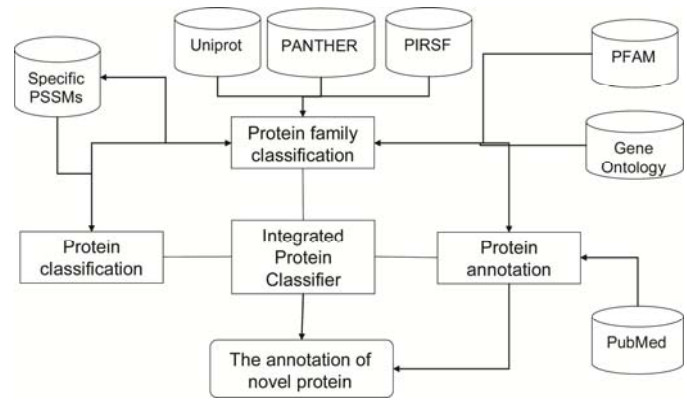 Uniprot
PANTHER
PIRSF
PFAM
Specific
PSSMs
Protein family
classification
Gene
Ontology
Protein
classification
Integrated
Protein
Classifier
Protein
annotation
The annotation of
novel protein
PubMed